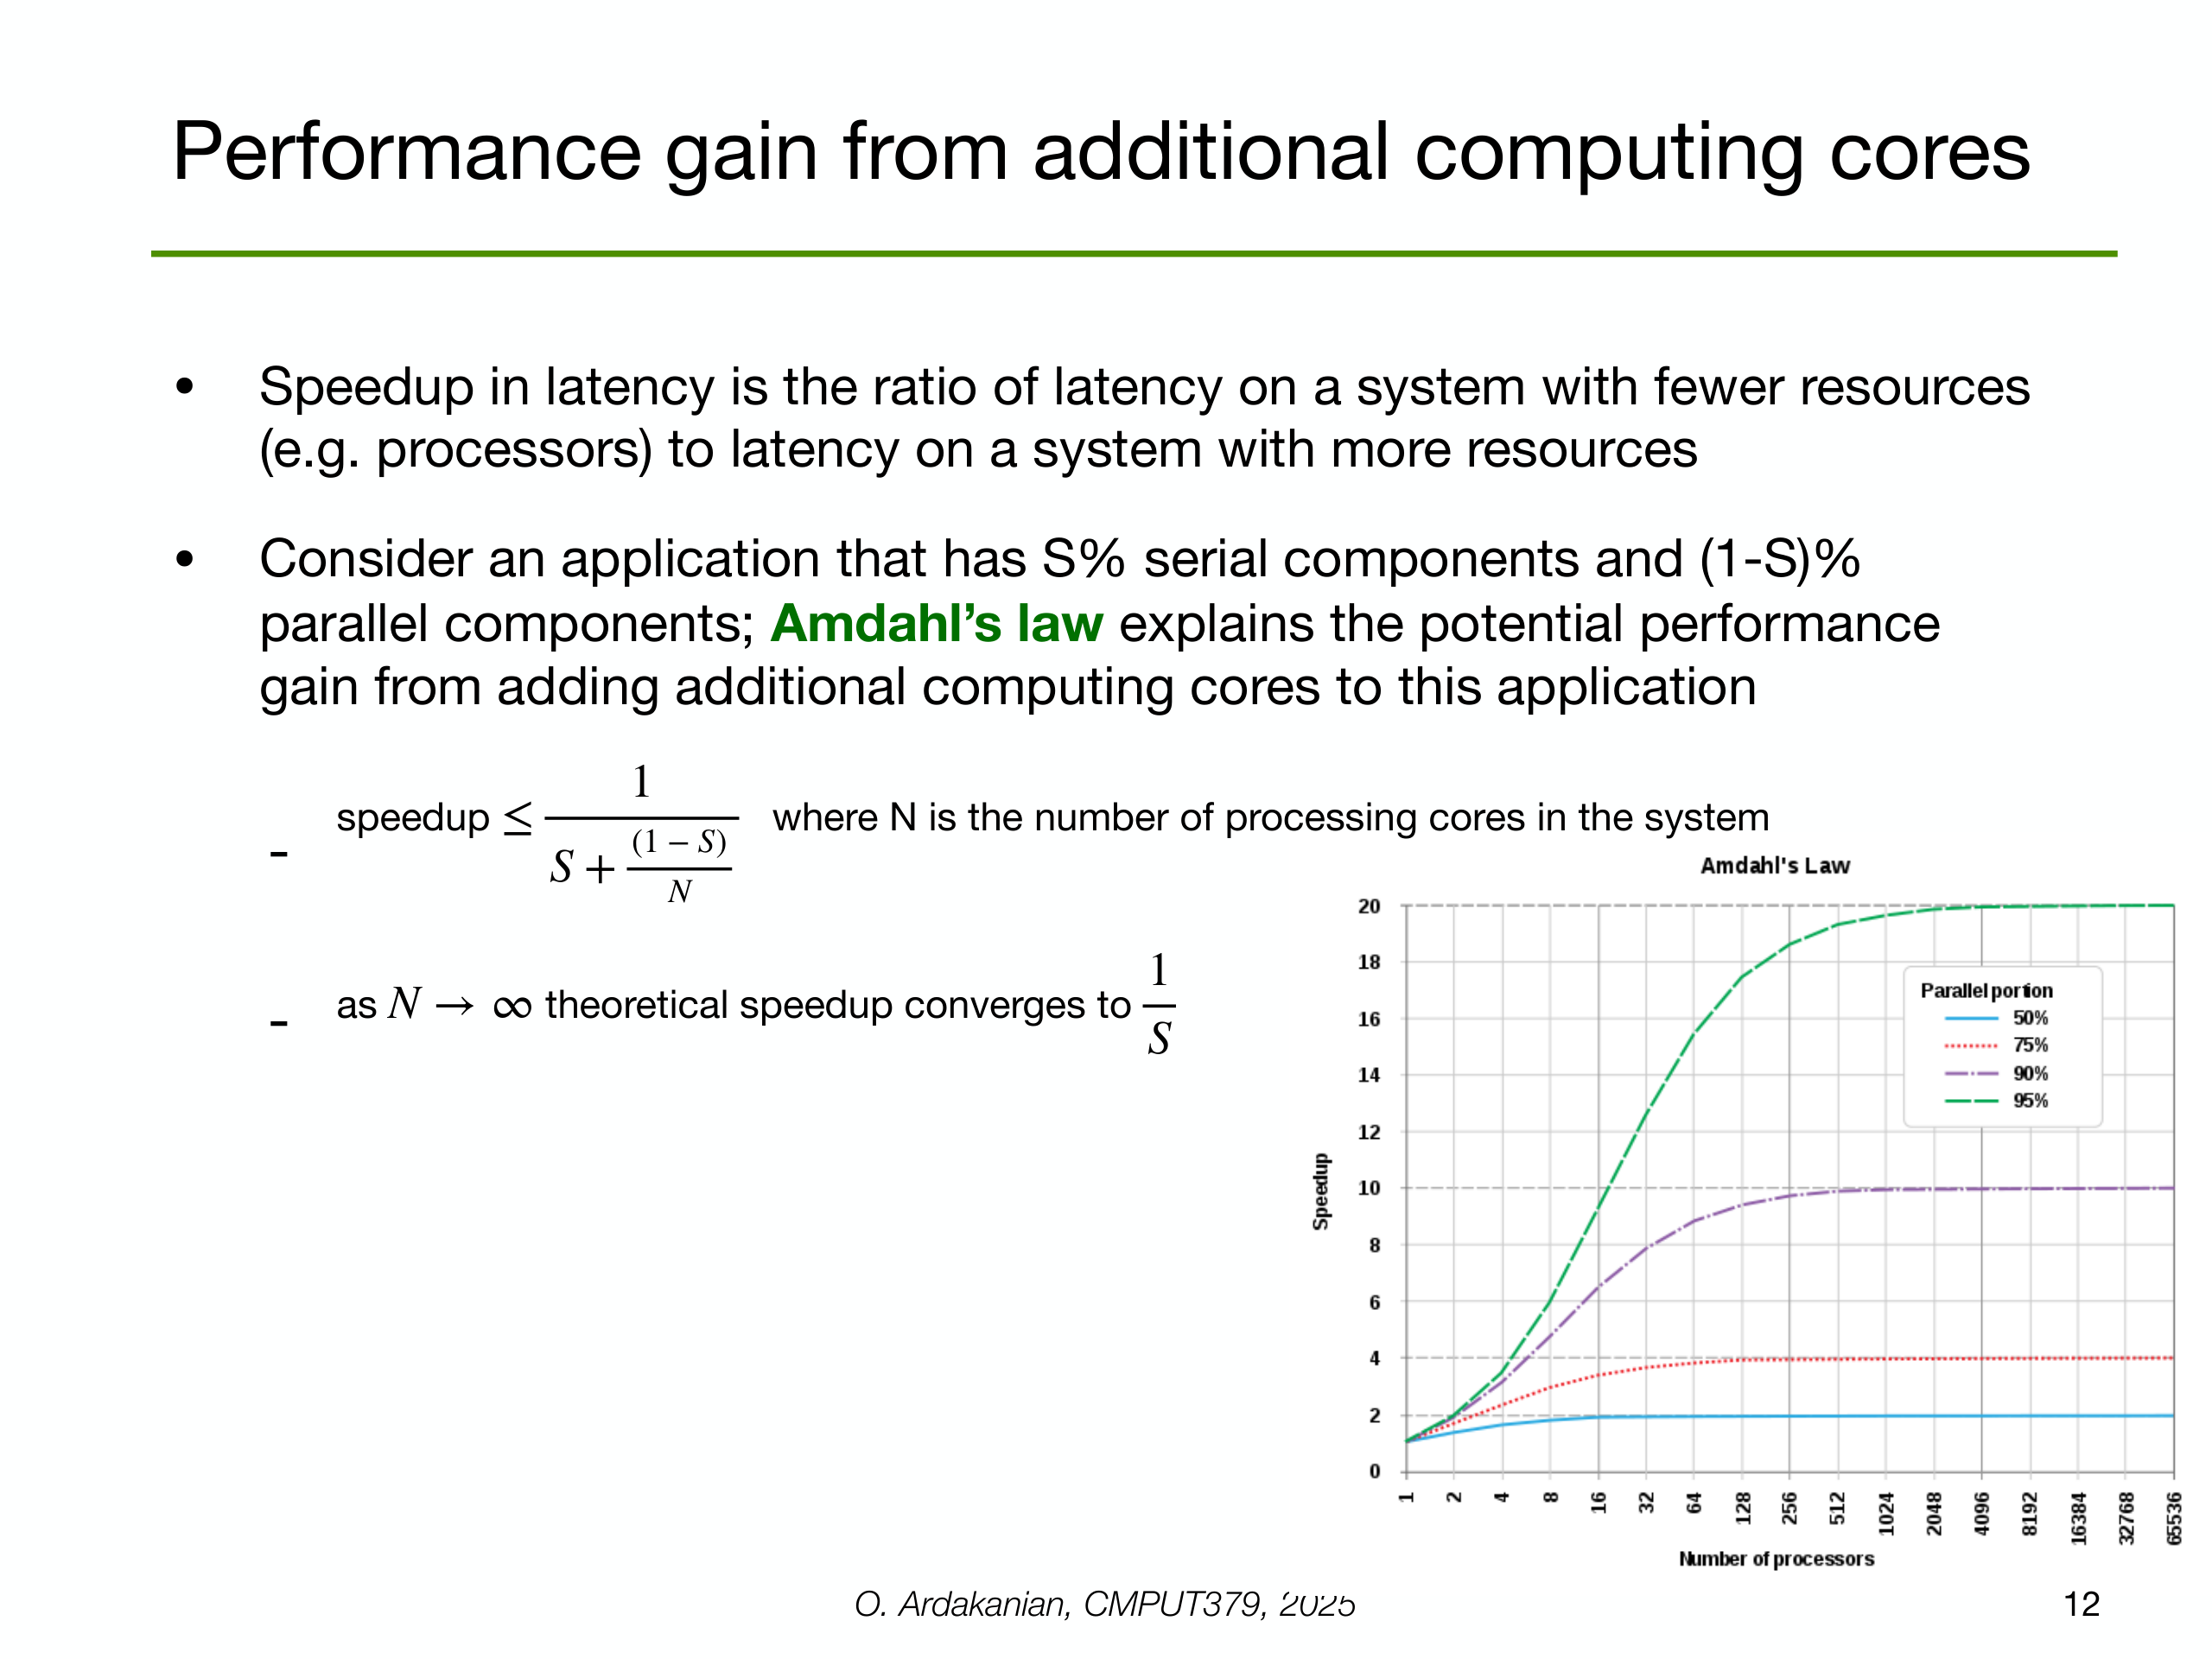 Performance gain from additional computing cores
• Speedup in latency is the ratio of latency on a system with fewer resources
(e.g. processors) to latency on a system with more resources
• Consider an application that has S% serial components and (1-S)%
parallel components; Amdahl's law explains the potential performance
gain from adding additional computing cores to this application
- speedup ≤ 1 / (S + (1 − S)/N) where N is the number of processing cores in the system
- as N → ∞ theoretical speedup converges to 1/S
Amdahl's Law
20
18
16
14
12
10
8
6
4
2
0
Speedup
Parallel portion
50%
75%
90%
95%
1 2 4 8 16 32 64 128 256 512 1024 2048 4096 8192 16384 32768 65536
Number of processors
O. Ardakanian, CMPUT379, 2025
12